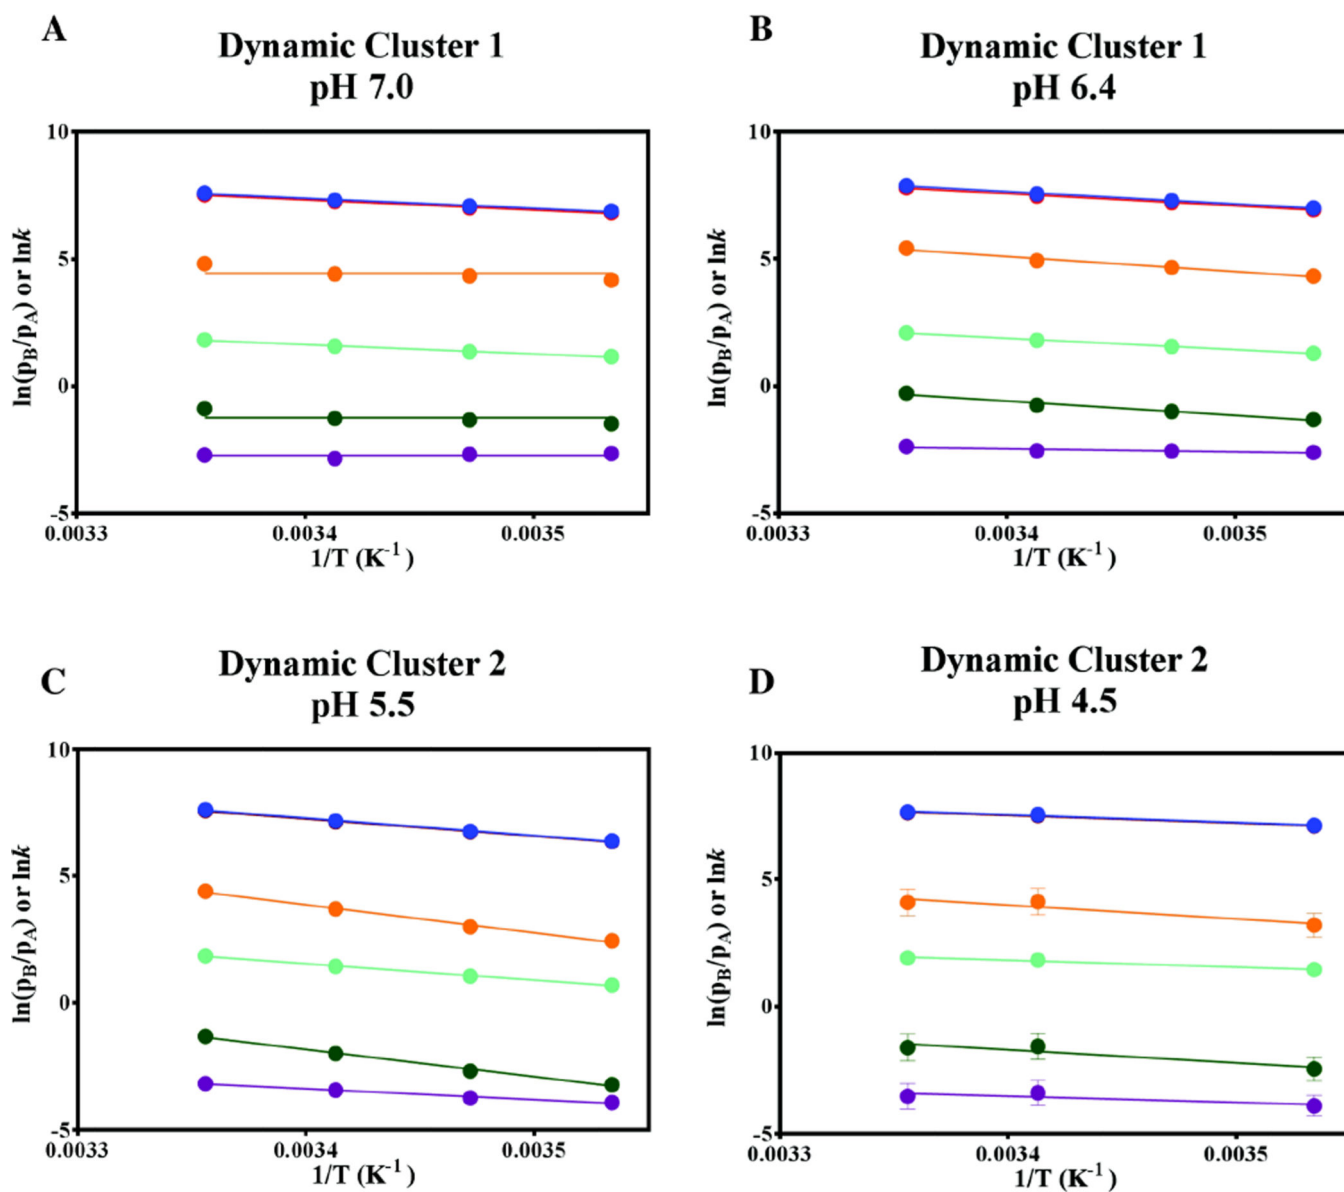 A
Dynamic Cluster 1
pH 7.0
10
5
0
-5
ln(pB/pA) or lnk
0.0033
0.0034
0.0035
1/T (K-1)
B
Dynamic Cluster 1
pH 6.4
10
5
0
-5
ln(pB/pA) or lnk
0.0033
0.0034
0.0035
1/T (K-1)
C
Dynamic Cluster 2
pH 5.5
10
5
0
-5
ln(pB/pA) or lnk
0.0033
0.0034
0.0035
1/T (K-1)
D
Dynamic Cluster 2
pH 4.5
10
5
0
-5
ln(pB/pA) or lnk
0.0033
0.0034
0.0035
1/T (K-1)